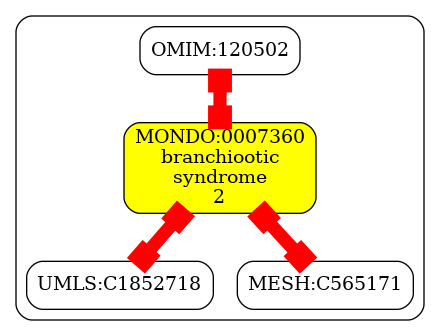 OMIM:120502
MONDO:0007360
branchiootic
syndrome
2
UMLS:C1852718
MESH:C565171